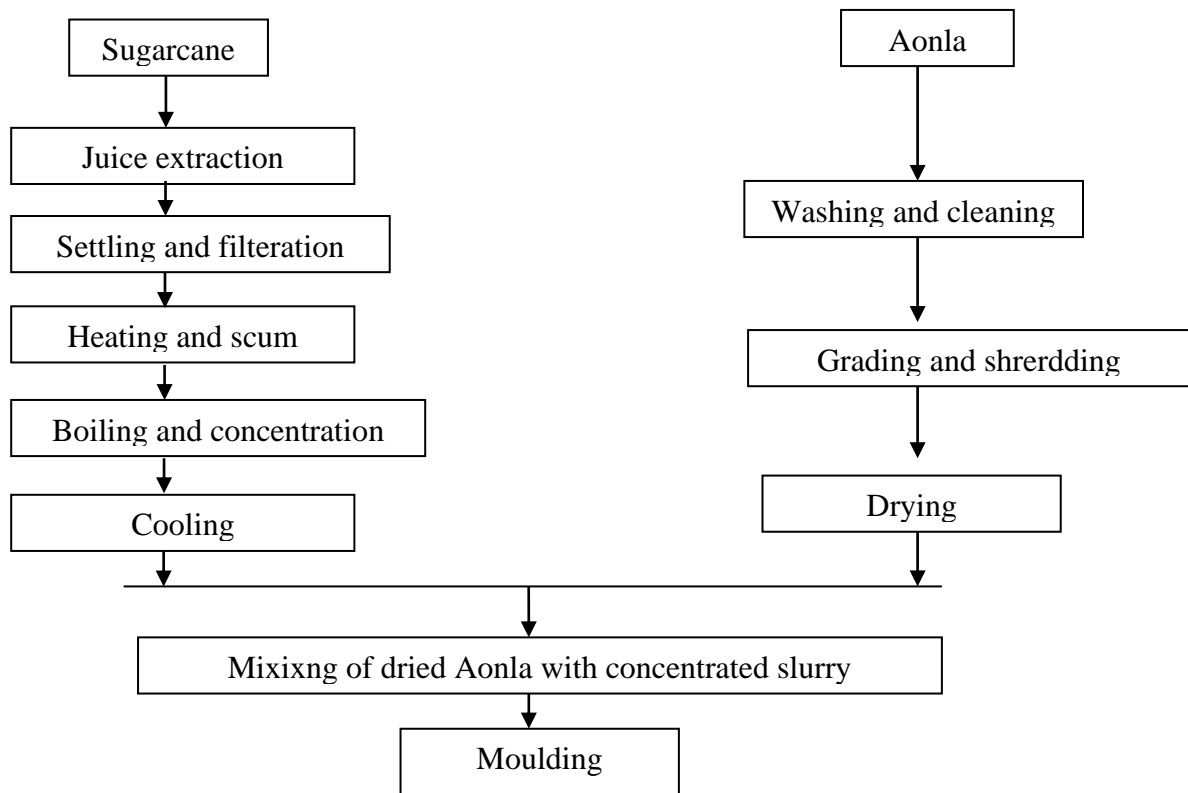 Sugarcane
Juice extraction
Settling and filteration
Heating and scum
Boiling and concentration
Cooling
Aonla
Washing and cleaning
Grading and shrerdding
Drying
Mixixng of dried Aonla with concentrated slurry
Moulding